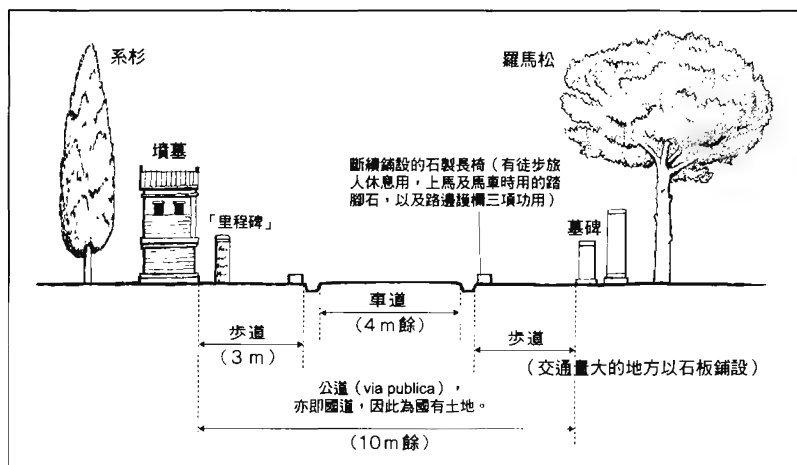 系杉
羅馬松
墳墓
斷續鋪設的石製長椅（有徒步旅
人休息用，上馬及馬車時用的踏
腳石，以及路邊護欄三項功用）
「里程碑」
墓碑
車道
（4m餘）
步道
（3m）
步道
（交通量大的地方以石板鋪設）
公道（via publica），
亦即國道，因此為國有土地。
（10m餘）